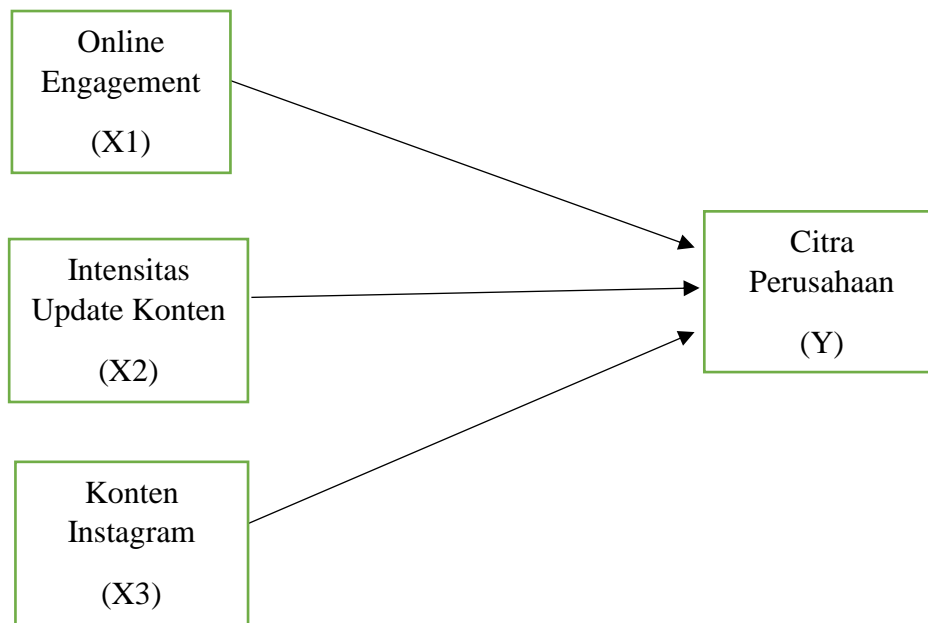 Online
Engagement
(X1)
Intensitas
Update Konten
(X2)
Konten
Instagram
(X3)
Citra
Perusahaan
(Y)